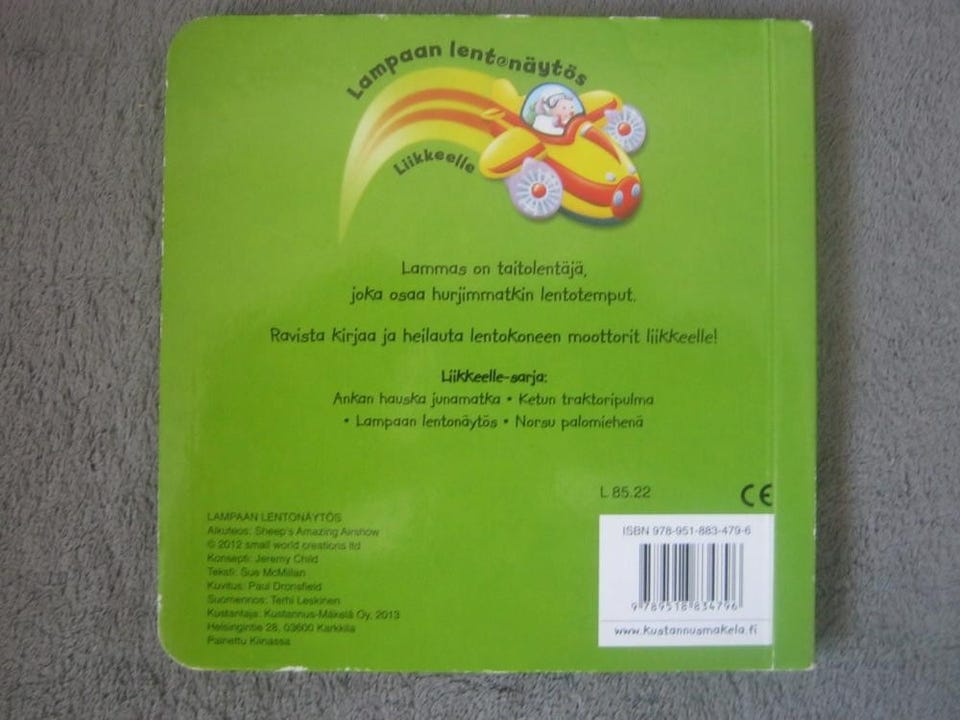 Lampaan lentonäytös
Liikkeelle
Lammas on taitolentäjä,
joka osaa hurjimmatkin lentotemput.
Ravista kirjaa ja heilauta lentokoneen moottorit liikkeelle!
Liikkeelle-sarja:
Ankan hauska junamatka • Ketun traktoripulma
• Lampaan lentonäytös • Norsu palomiehenä
L 85.22
CE
LAMPAAN LENTONÄYTÖS
Alkuteos: Sheep's Amazing Airshow
© 2012 small world creations ltd
Konsepti: Jeremy Child
Teksti: Sue McMillan
Kuvitus: Paul Dronsfield
Suomennos: Terhi Leskinen
Kustantaja: Kustannus-Mäkelä Oy, 2013
Helsingintie 28, 03600 Karkkila
Painettu Kiinassa
ISBN 978-951-883-479-6
9 789518 834796
www.kustannusmakela.fi